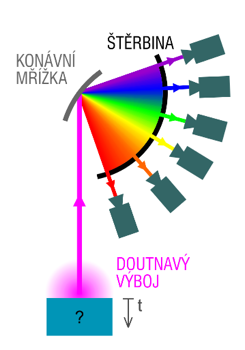 ŠTĚRBINA
KONÁVNÍ
MŘÍŽKA
DOUTNAVÝ
VÝBOJ
?
t